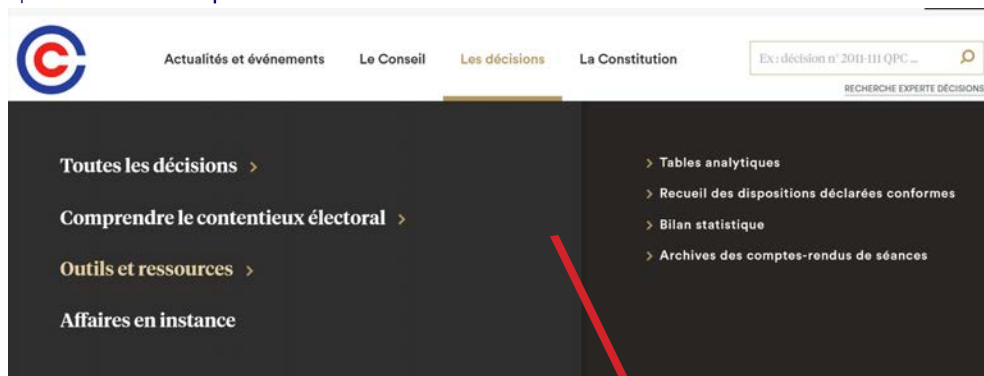 Actualités et événements Le Conseil Les décisions La Constitution Ex : décision n° 2011-111 QPC ...
RECHERCHE EXPERTE DÉCISIONS
Toutes les décisions >
Comprendre le contentieux électoral >
Outils et ressources >
Affaires en instance
> Tables analytiques
> Recueil des dispositions déclarées conformes
> Bilan statistique
> Archives des comptes-rendus de séances